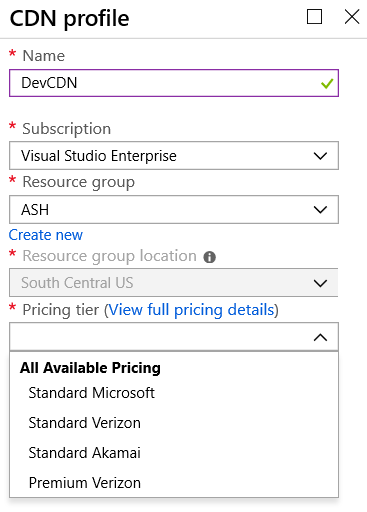 CDN profile
* Name
DevCDN
* Subscription
Visual Studio Enterprise
* Resource group
ASH
Create new
* Resource group location
South Central US
* Pricing tier (View full pricing details)
All Available Pricing
Standard Microsoft
Standard Verizon
Standard Akamai
Premium Verizon